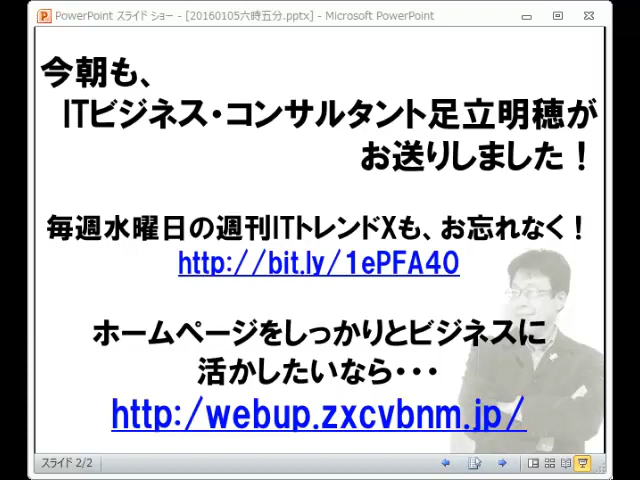 PowerPoint スライド ショー - [20160105六時五分.pptx] - Microsoft PowerPoint
今朝も、
ITビジネス・コンサルタント足立明穂が
お送りしました！
毎週水曜日の週刊ITトレンドXも、お忘れなく！
http://bit.ly/1ePFA40
ホームページをしっかりとビジネスに
活かしたいなら・・・
http:/webup.zxcvbnm.jp/
スライド 2/2